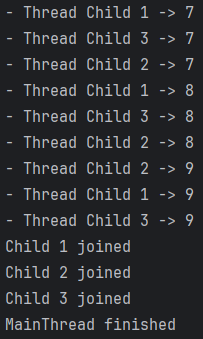 - Thread Child 1 -> 7
- Thread Child 3 -> 7
- Thread Child 2 -> 7
- Thread Child 1 -> 8
- Thread Child 3 -> 8
- Thread Child 2 -> 8
- Thread Child 2 -> 9
- Thread Child 1 -> 9
- Thread Child 3 -> 9
Child 1 joined
Child 2 joined
Child 3 joined
MainThread finished